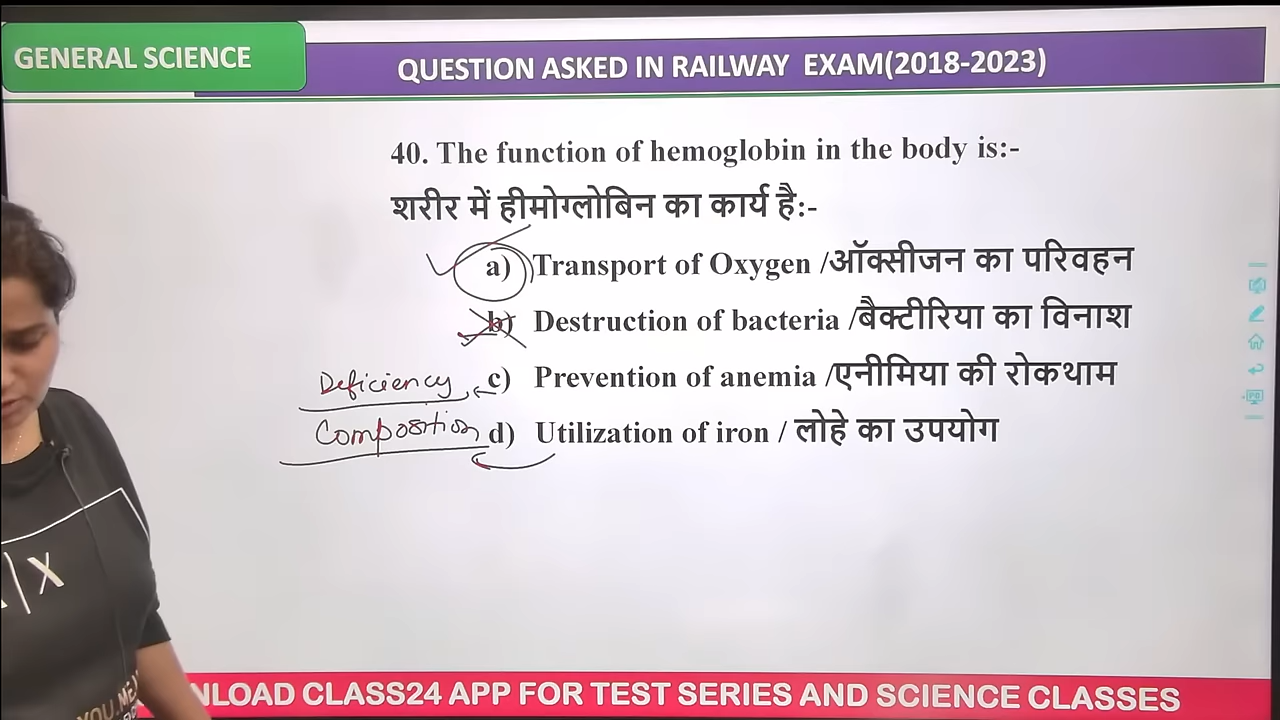 GENERAL SCIENCE
QUESTION ASKED IN RAILWAY EXAM(2018-2023)
40. The function of hemoglobin in the body is:-
शरीर में हीमोग्लोबिन का कार्य है:-
a) Transport of Oxygen /ऑक्सीजन का परिवहन
b) Destruction of bacteria /बैक्टीरिया का विनाश
Deficiency c) Prevention of anemia /एनीमिया की रोकथाम
Composition d) Utilization of iron / लोहे का उपयोग
X
NLOAD CLASS24 APP FOR TEST SERIES AND SCIENCE CLASSES